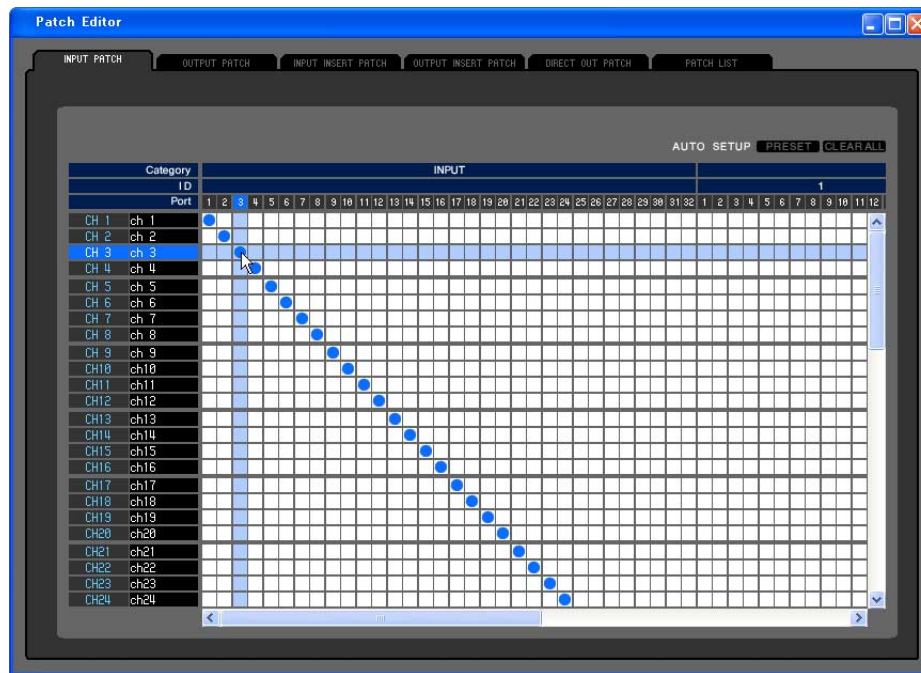 Patch Editor
INPUT PATCH OUTPUT PATCH INPUT INSERT PATCH OUTPUT INSERT PATCH DIRECT OUT PATCH PATCH LIST
AUTO SETUP PRESET CLEAR ALL
Category INPUT
ID 1
Port 1 2 3 4 5 6 7 8 9 10 11 12 13 14 15 16 17 18 19 20 21 22 23 24 25 26 27 28 29 30 31 32 1 2 3 4 5 6 7 8 9 10 11 12
CH 1 ch 1
CH 2 ch 2
CH 3 ch 3
CH 4 ch 4
CH 5 ch 5
CH 6 ch 6
CH 7 ch 7
CH 8 ch 8
CH 9 ch 9
CH10 ch10
CH11 ch11
CH12 ch12
CH13 ch13
CH14 ch14
CH15 ch15
CH16 ch16
CH17 ch17
CH18 ch18
CH19 ch19
CH20 ch20
CH21 ch21
CH22 ch22
CH23 ch23
CH24 ch24